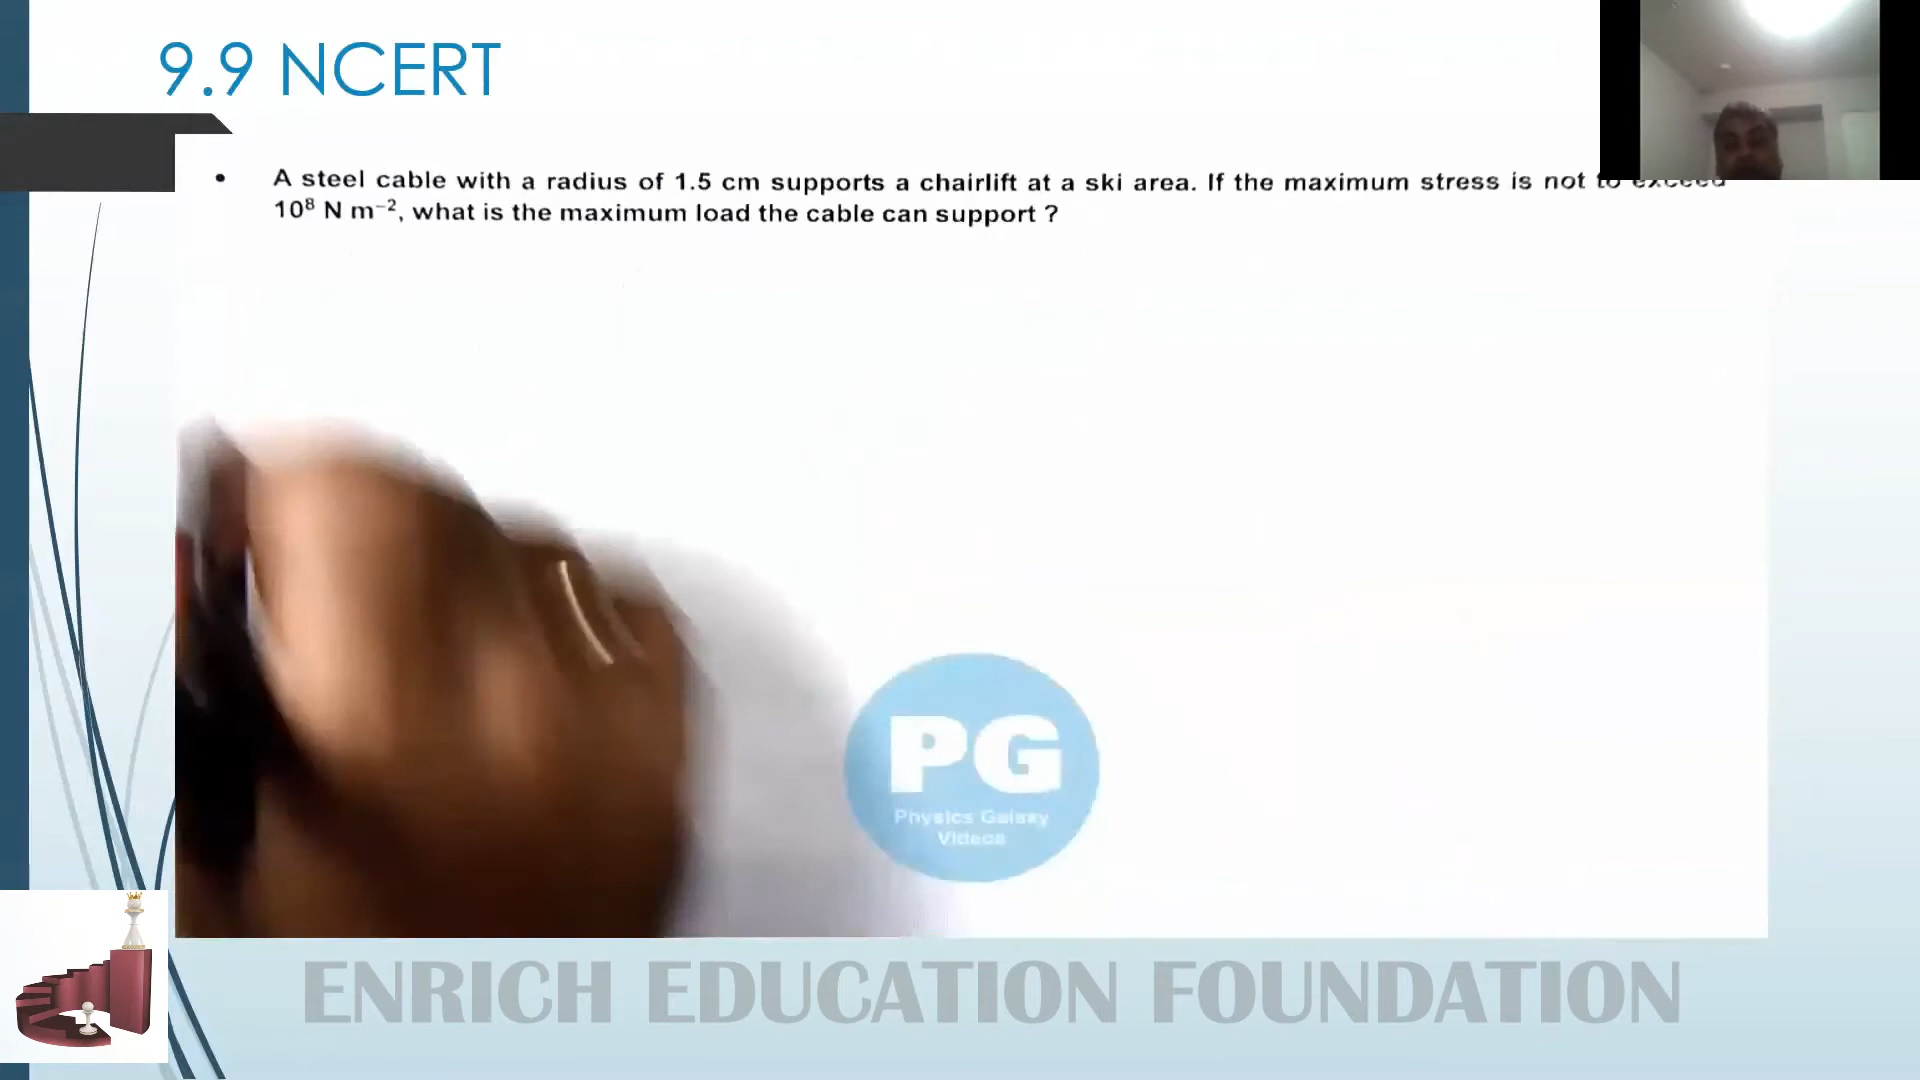 9.9 NCERT
• A steel cable with a radius of 1.5 cm supports a chairlift at a ski area. If the maximum stress is not to exceed
10⁸ N m⁻², what is the maximum load the cable can support ?
PG
Physics Galaxy
Videos
ENRICH EDUCATION FOUNDATION